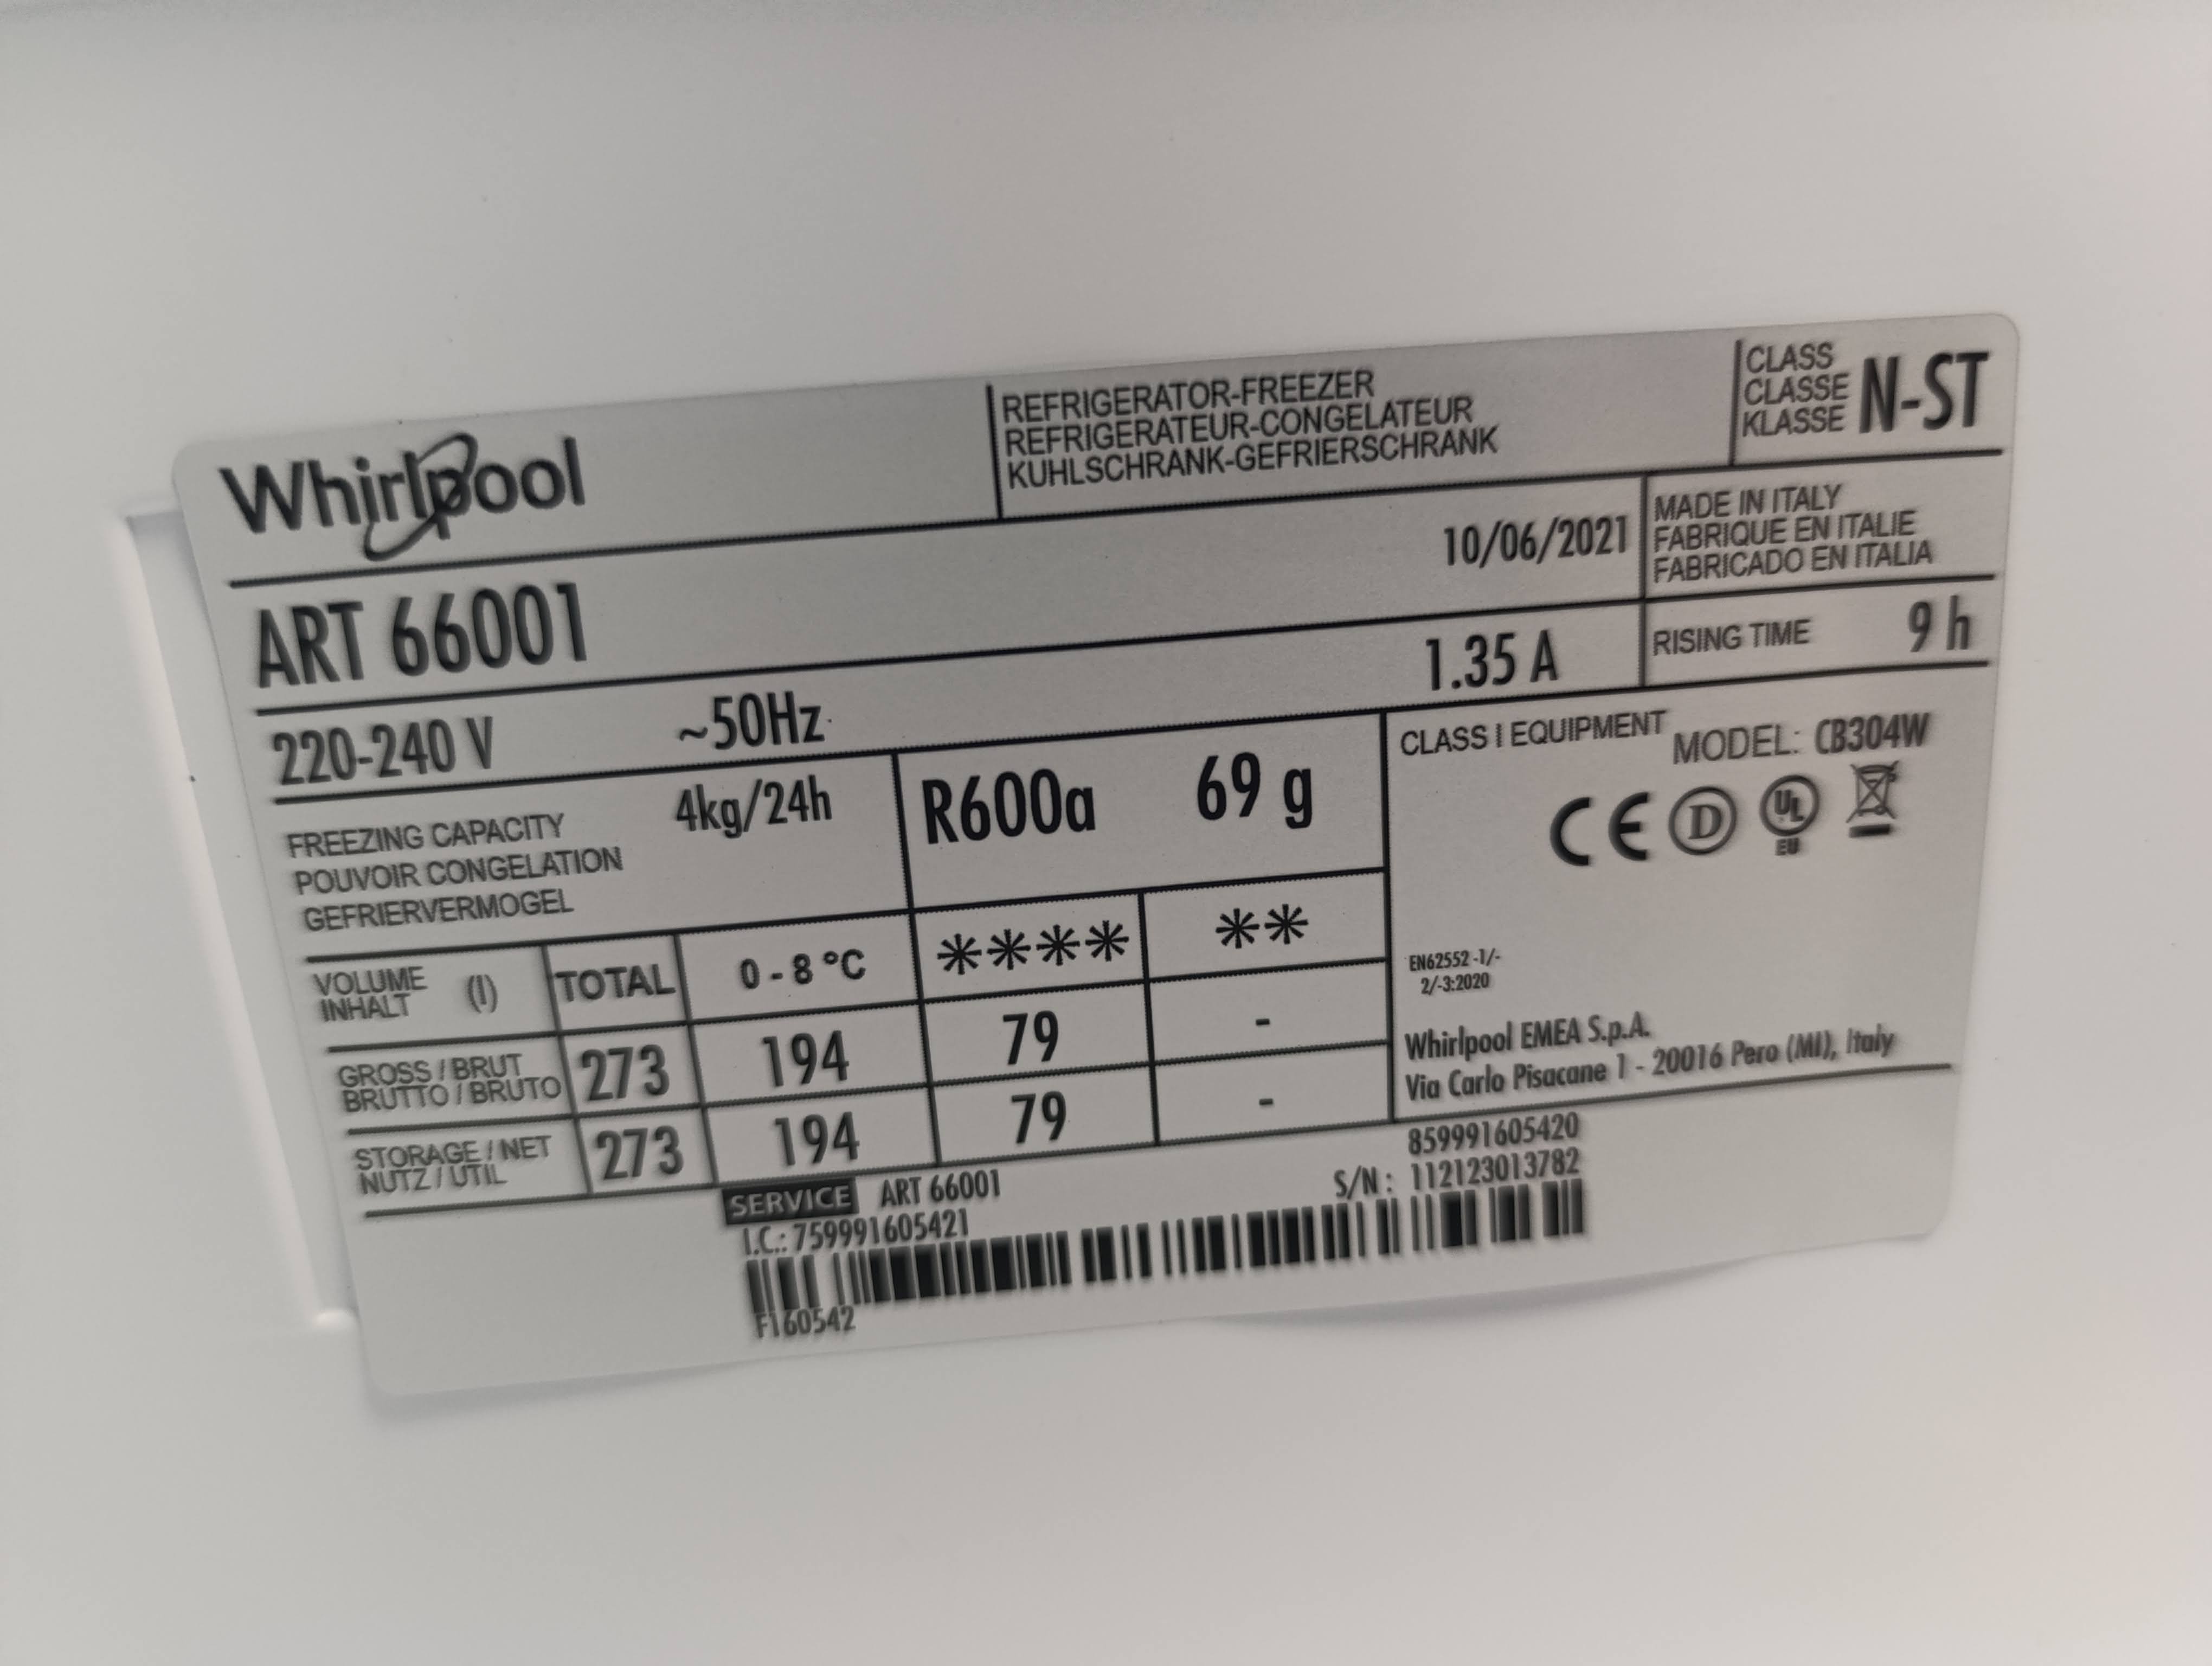 Whirlpool
REFRIGERATOR-FREEZER
REFRIGERATEUR-CONGELATEUR
KUHLSCHRANK-GEFRIERSCHRANK
CLASS
CLASSE
KLASSE
N-ST
ART 66001
10/06/2021
MADE IN ITALY
FABRIQUE EN ITALIE
FABRICADO EN ITALIA
220-240 V ~50Hz 1.35 A
RISING TIME 9 h
FREEZING CAPACITY 4kg/24h
POUVOIR CONGELATION
GEFRIERVERMOGEL
R600a 69 g
CLASS I EQUIPMENT
MODEL: CB304W
CE D UL
EU
VOLUME
INHALT
(l)
TOTAL 0 - 8 °C **** **
GROSS / BRUT
BRUTTO / BRUTO
273 194 79 -
STORAGE / NET
NUTZ / UTIL
273 194 79 -
EN62552 -1/-
2/-3:2020
Whirlpool EMEA S.p.A.
Via Carlo Pisacane 1 - 20016 Pero (MI), Italy
SERVICE ART 66001
859991605420
I.C.: 759991605421
S/N : 112123013782
F160542